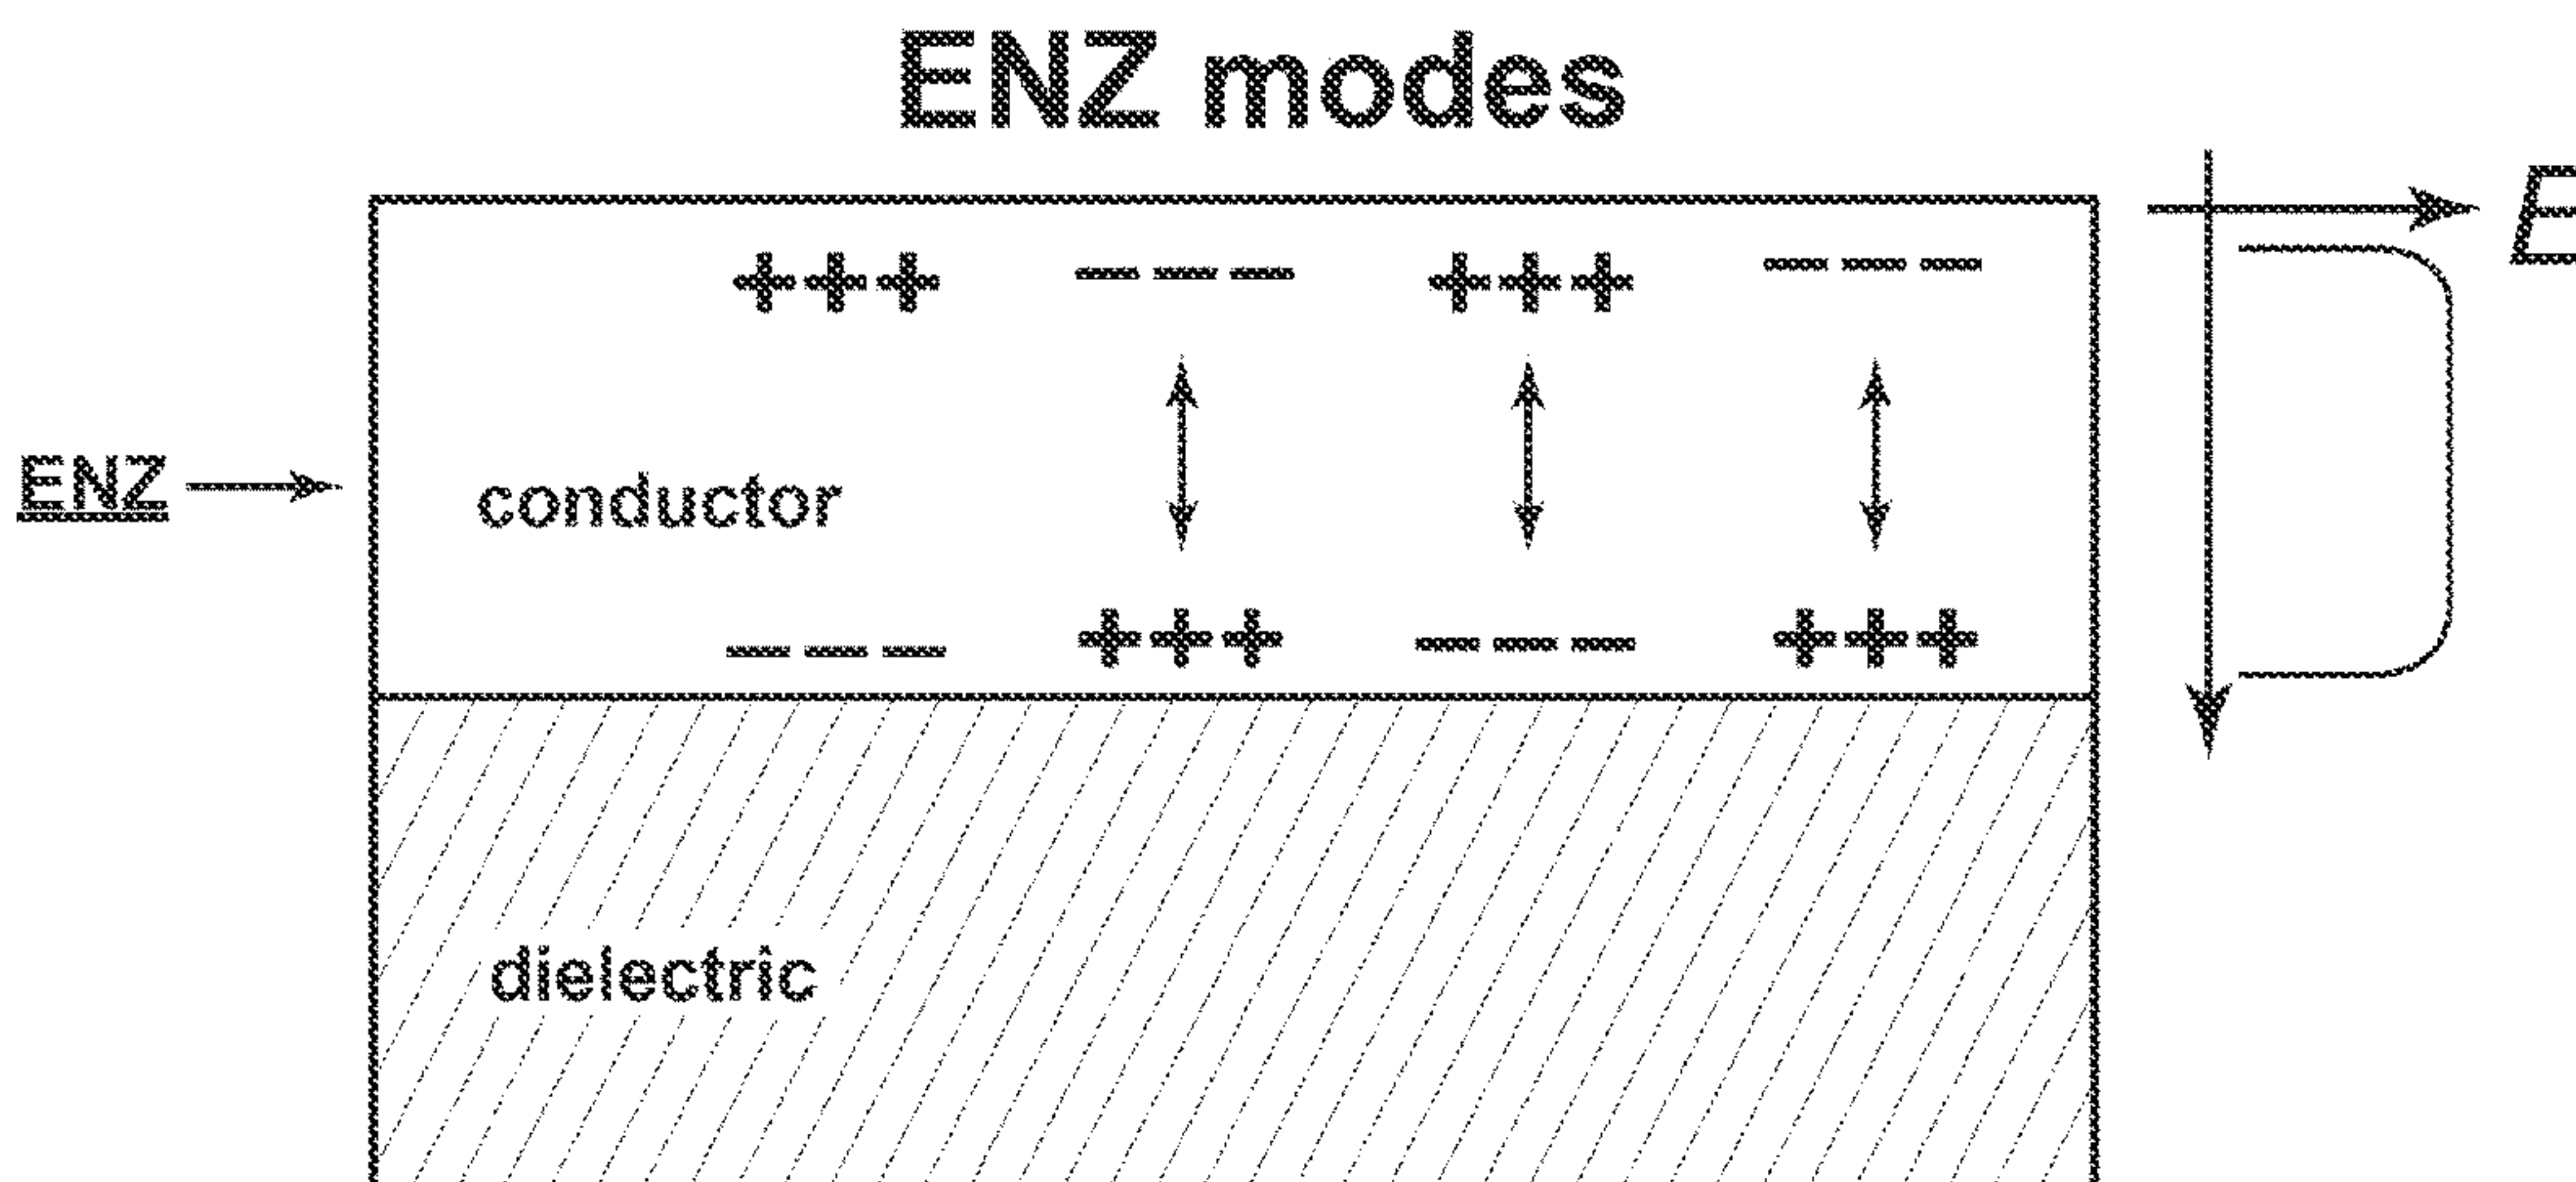 ENZ modes
E
+++ --- +++ ---
ENZ
conductor
--- +++ --- +++
dielectric